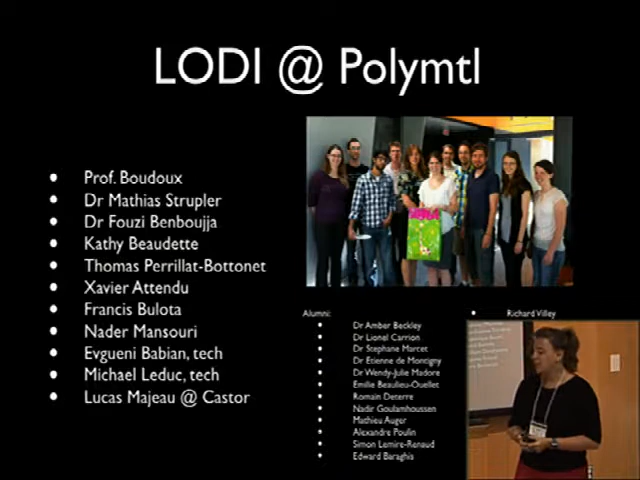 LODI @ Polymtl
Prof. Boudoux
Dr Mathias Strupler
Dr Fouzi Benboujja
Kathy Beaudette
Thomas Perrillat-Bottonet
Xavier Attendu
Francis Bulota
Nader Mansouri
Evgueni Babian, tech
Michael Leduc, tech
Lucas Majeau @ Castor
Alumni:
Dr Amber Beckley
Dr Lionel Carrion
Dr Stephane Marcet
Dr Etienne de Montigny
Dr Wendy-Julie Madore
Emilie Beaulieu-Ouellet
Romain Deterre
Nadir Goulamhoussen
Mathieu Auger
Alexandre Poulin
Simon Lemire-Renaud
Edward Baraghis
Richard Villey